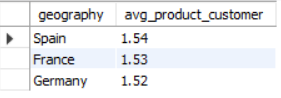 geography avg_product_customer
Spain 1.54
France 1.53
Germany 1.52